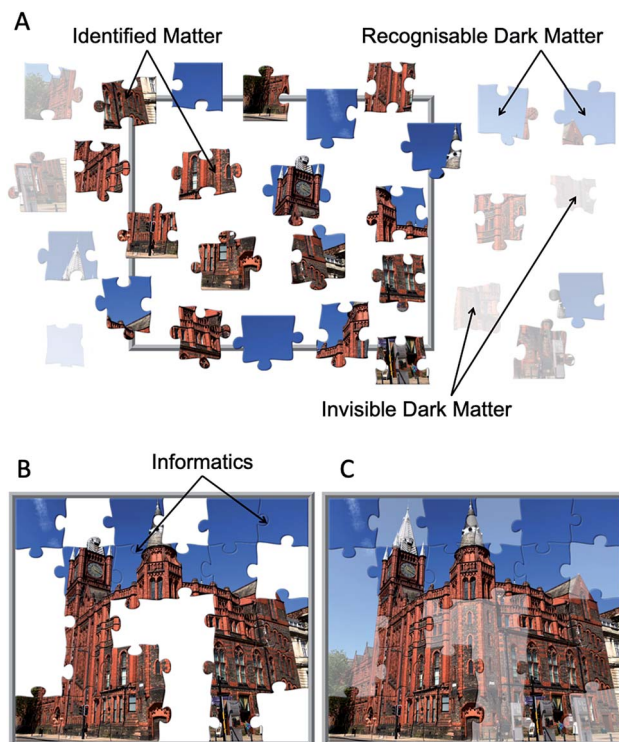 A
Identified Matter
Recognisable Dark Matter
Invisible Dark Matter
B
Informatics
C